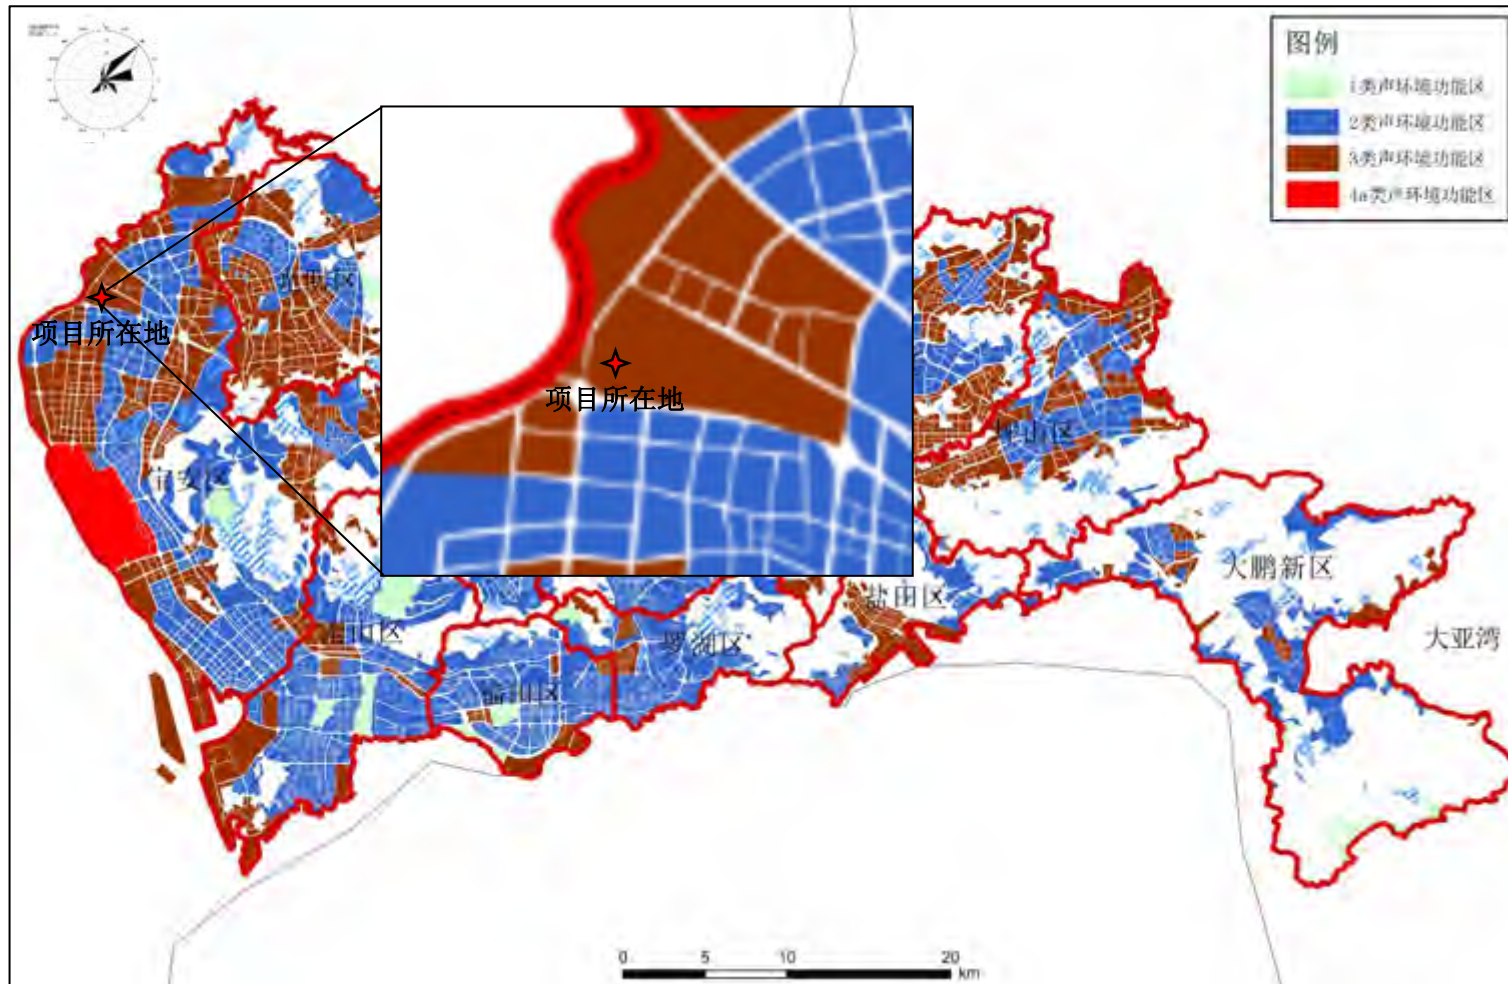 图例
1类声环境功能区
2类声环境功能区
3类声环境功能区
4a类声环境功能区
光明区
项目所在地
项目所在地
宝安区
坪山区
大鹏新区
盐田区
南山区
罗湖区
大亚湾
福田区
0 5 10 20
km